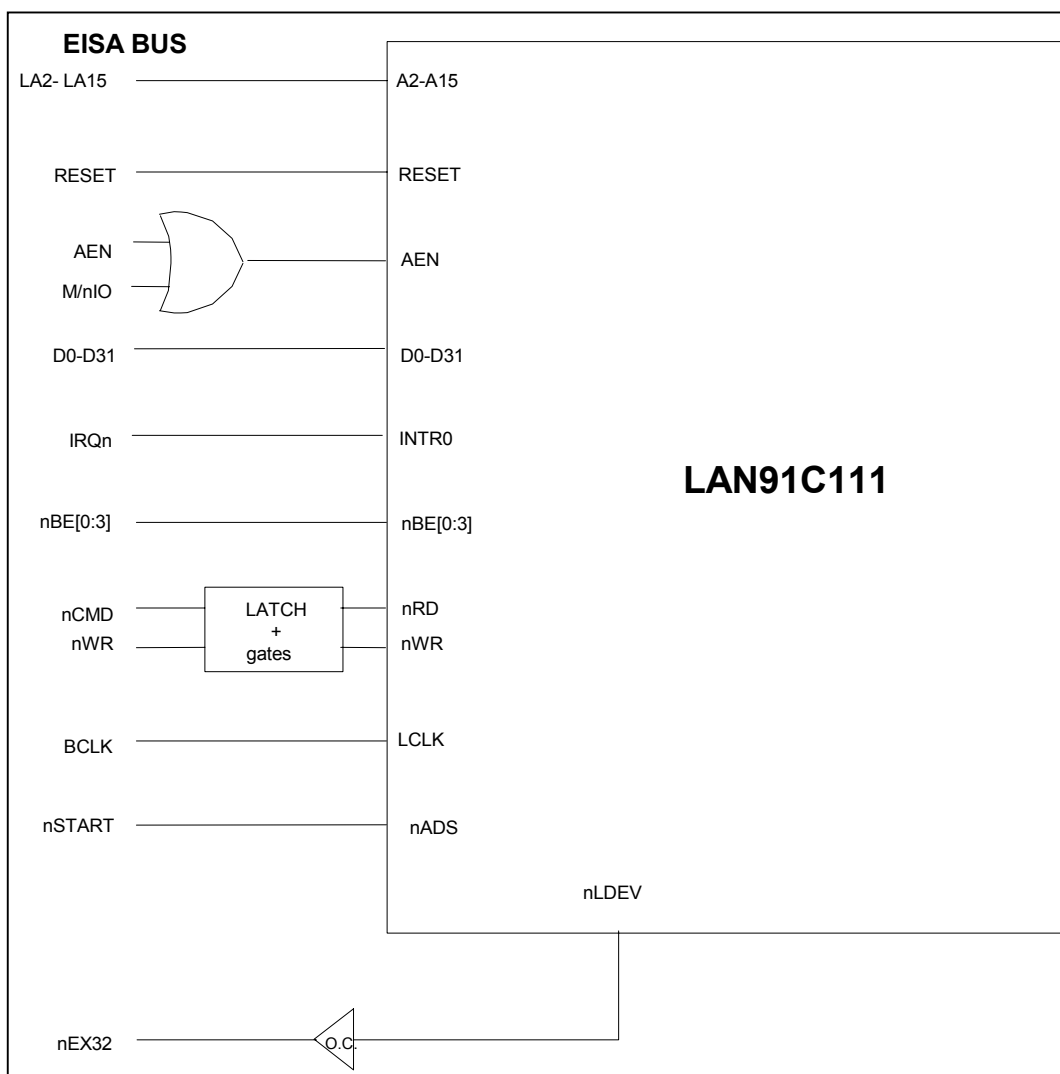 EISA BUS
LA2- LA15
A2-A15
RESET
RESET
AEN
M/nIO
AEN
D0-D31
D0-D31
IRQn
INTR0
LAN91C111
nBE[0:3]
nBE[0:3]
nCMD
nWR
LATCH
+
gates
nRD
nWR
BCLK
LCLK
nSTART
nADS
nLDEV
nEX32
O.C.